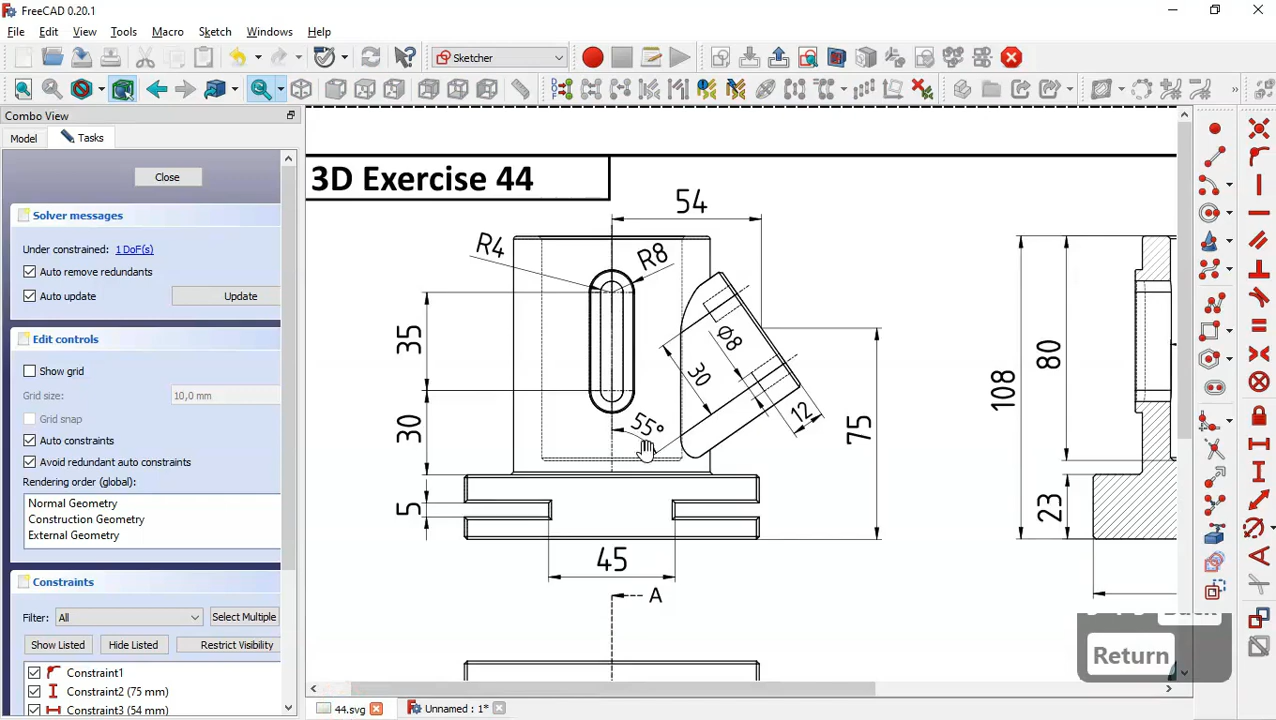 FreeCAD 0.20.1
File Edit View Tools Macro Sketch Windows Help
Sketcher
Combo View
Model Tasks
Close
Solver messages
Under constrained: 1 DoF(s)
Auto remove redundants
Auto update Update
Edit controls
Show grid
Grid size: 10,0 mm
Grid snap
Auto constraints
Avoid redundant auto constraints
Rendering order (global):
Normal Geometry
Construction Geometry
External Geometry
Constraints
Filter: All Select Multiple
Show Listed Hide Listed Restrict Visibility
Constraint1
Constraint2 (75 mm)
Constraint3 (54 mm)
3D Exercise 44
54
R4
R8
35
30
5
45
55°
Ø8
30
12
75
108
80
23
A
Back
Return
44.svg Unnamed : 1*